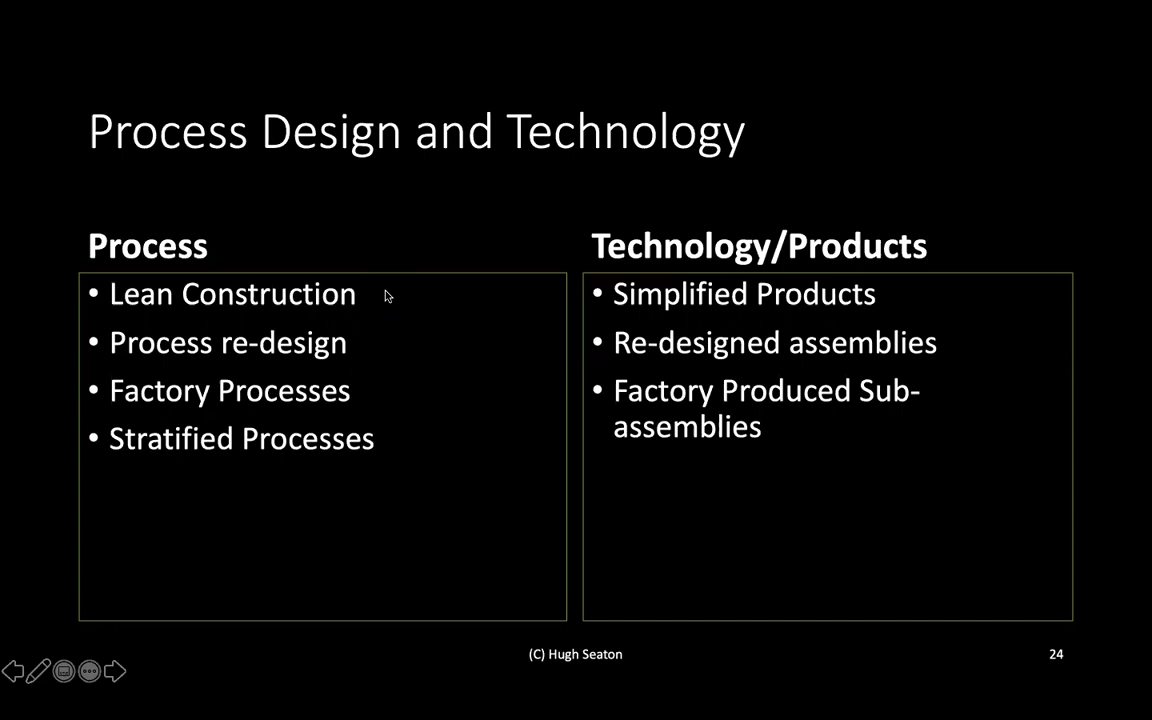 Process Design and Technology
Process
• Lean Construction
• Process re-design
• Factory Processes
• Stratified Processes
Technology/Products
• Simplified Products
• Re-designed assemblies
• Factory Produced Sub-
assemblies
(C) Hugh Seaton
24